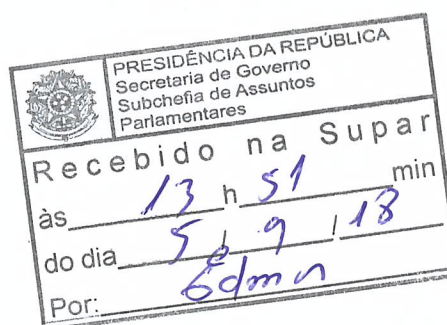 PRESIDÊNCIA DA REPÚBLICA
Secretaria de Governo
Subchefia de Assuntos
Parlamentares
Recebido na Supar
às 13 h 51 min
do dia 5 / 9 / 18
Por: